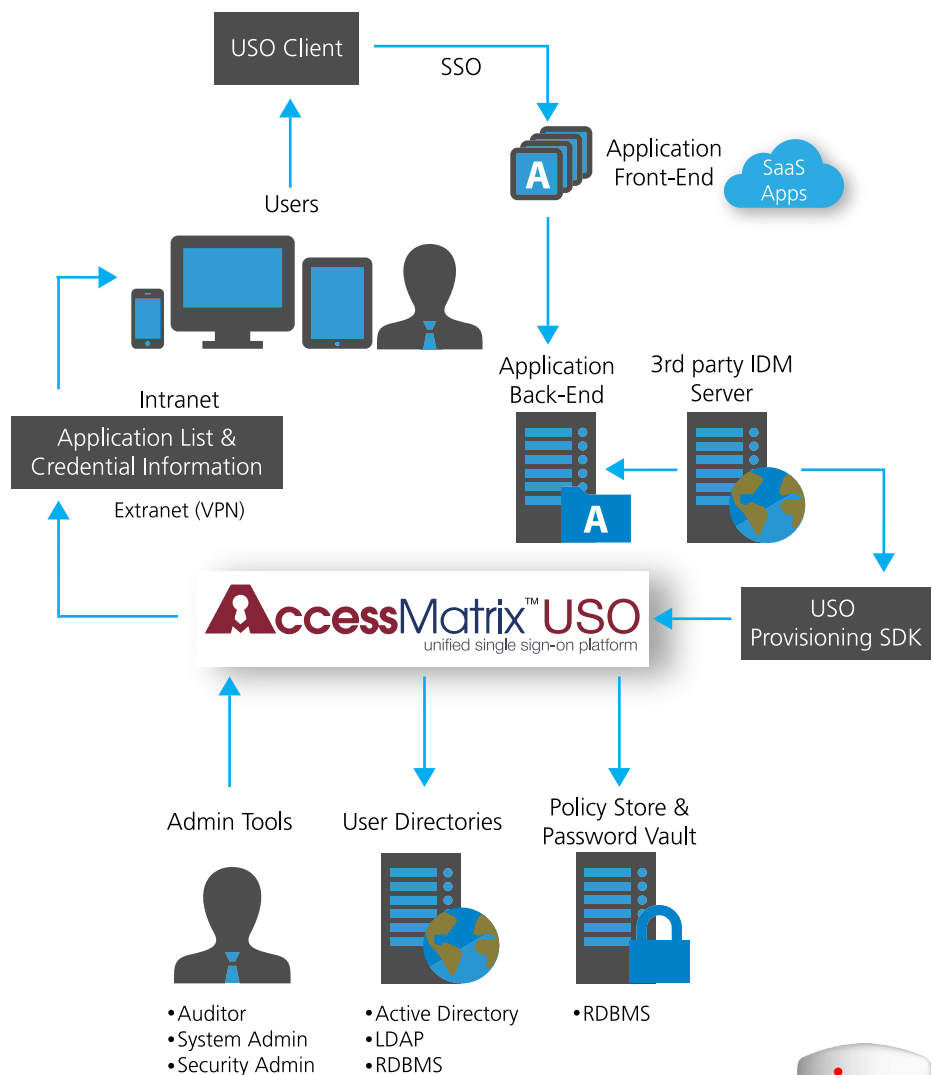 USO Client
SSO
Application
Front-End
SaaS
Apps
A
Users
Application
Back-End
3rd party IDM
Server
A
Intranet
Application List &
Credential Information
Extranet (VPN)
AccessMatrix™ USO
unified single sign-on platform
USO
Provisioning SDK
Admin Tools
User Directories
Policy Store &
Password Vault
•Auditor
•System Admin
•Security Admin
•Active Directory
•LDAP
•RDBMS
•RDBMS